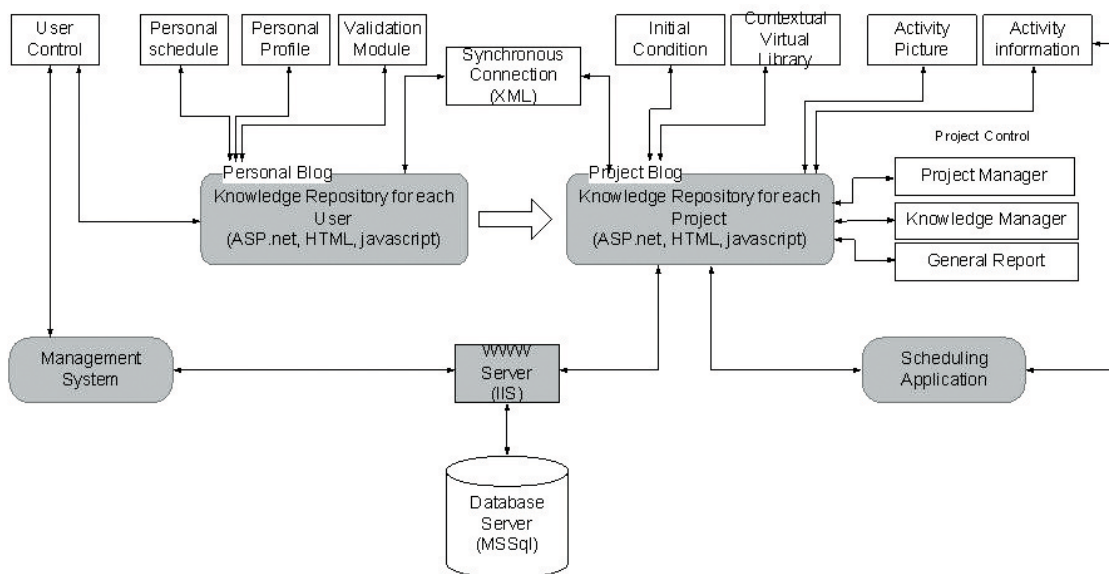 User
Control
Personal
schedule
Personal
Profile
Validation
Module
Synchronous
Connection
(XML)
Initial
Condition
Contextual
Virtual
Library
Activity
Picture
Activity
information
Project Control
Personal Blog
Knowledge Repository for each
User
(ASP.net, HTML, javascript)
Project Blog
Knowledge Repository for each
Project
(ASP.net, HTML, javascript)
Project Manager
Knowledge Manager
General Report
Management
System
WWW
Server
(IIS)
Scheduling
Application
Database
Server
(MSSql)